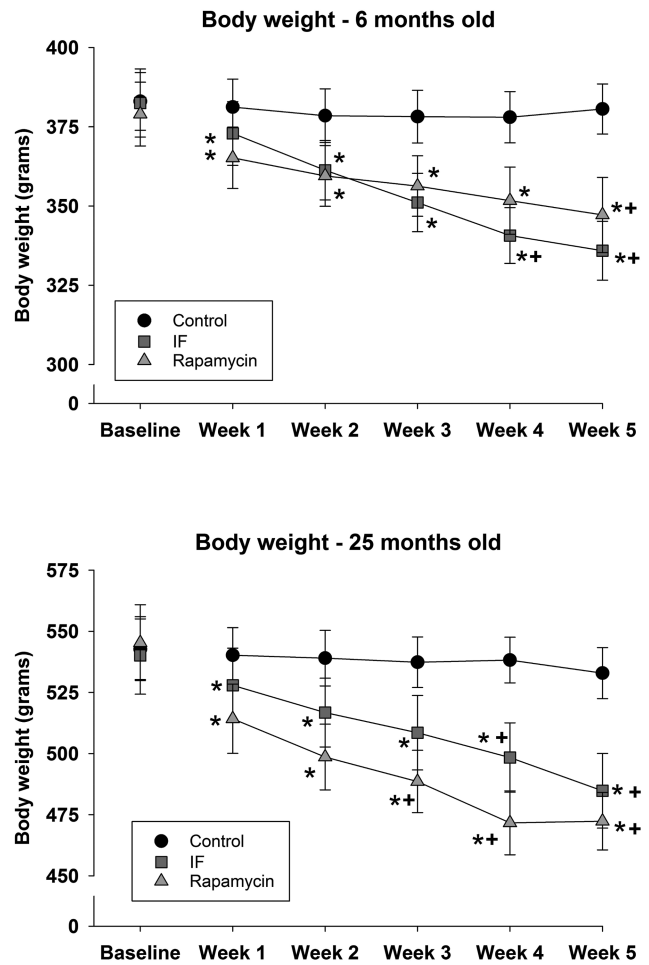 Body weight - 6 months old
Body weight (grams)
400
375
350
325
300
0
* * * * * * * * *+ *+ *+
Control
IF
Rapamycin
Baseline Week 1 Week 2 Week 3 Week 4 Week 5
Body weight - 25 months old
Body weight (grams)
575
550
525
500
475
450
0
* * * * * *+ *+ *+ *+ *+
Control
IF
Rapamycin
Baseline Week 1 Week 2 Week 3 Week 4 Week 5